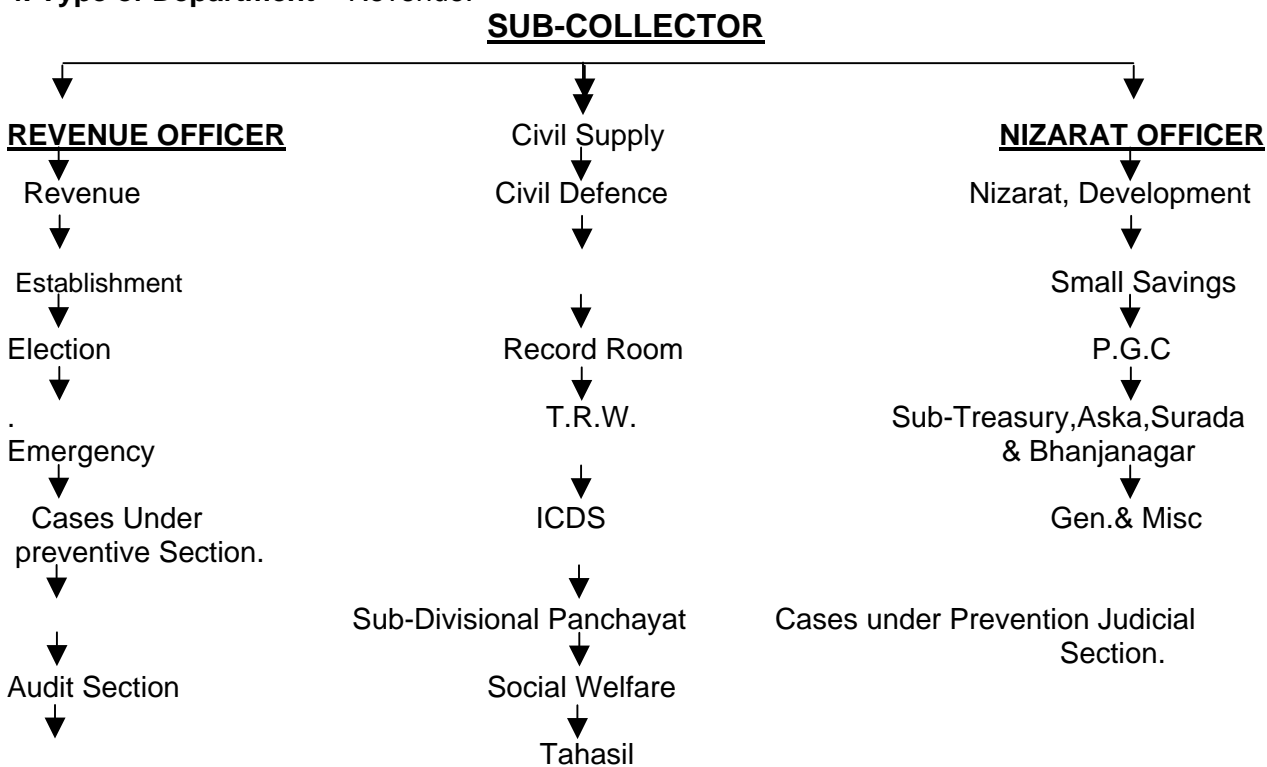 SUB-COLLECTOR
REVENUE OFFICER Civil Supply NIZARAT OFFICER
Revenue Civil Defence Nizarat, Development
Establishment Small Savings
Election Record Room P.G.C
. T.R.W. Sub-Treasury,Aska,Surada
Emergency & Bhanjanagar
Cases Under ICDS Gen.& Misc
preventive Section.
Sub-Divisional Panchayat Cases under Prevention Judicial
Section.
Audit Section Social Welfare
Tahasil